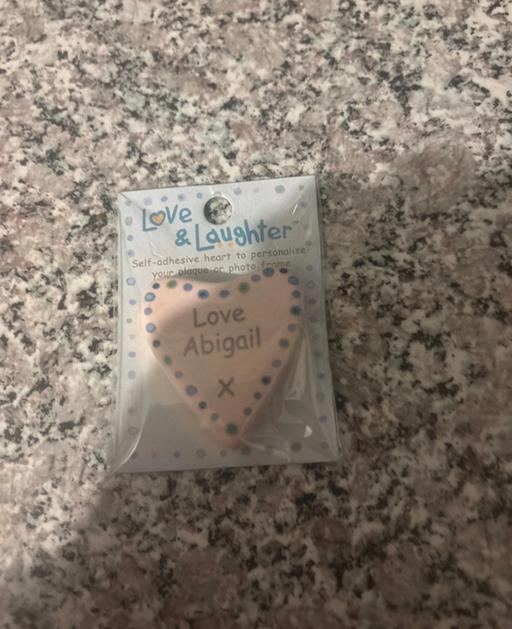 Love
& Laughter
Self-adhesive heart to personalise
your plaque or photo frame
Love
Abigail
X